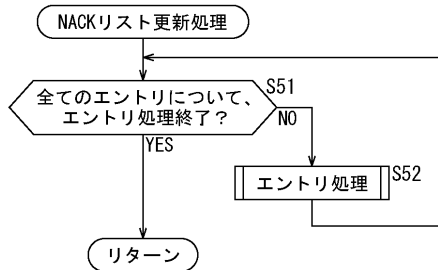 NACKリスト更新処理
全てのエントリについて、
エントリ処理終了？
S51
NO
YES
エントリ処理
S52
リターン